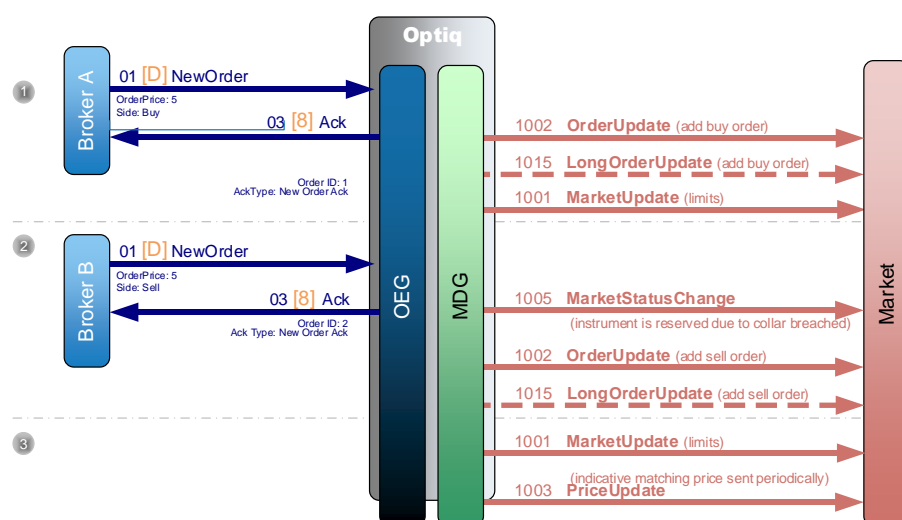 Optiq
1
Broker A
01 [D] NewOrder
OrderPrice: 5
Side: Buy
03 [8] Ack
Order ID: 1
AckType: New Order Ack
1002 OrderUpdate (add buy order)
1015 LongOrderUpdate (add buy order)
1001 MarketUpdate (limits)
OEG
MDG
Market
2
Broker B
01 [D] NewOrder
OrderPrice: 5
Side: Sell
03 [8] Ack
Order ID: 2
Ack Type: New Order Ack
1005 MarketStatusChange
(instrument is reserved due to collar breached)
1002 OrderUpdate (add sell order)
1015 LongOrderUpdate (add sell order)
3
1001 MarketUpdate (limits)
(indicative matching price sent periodically)
1003 PriceUpdate